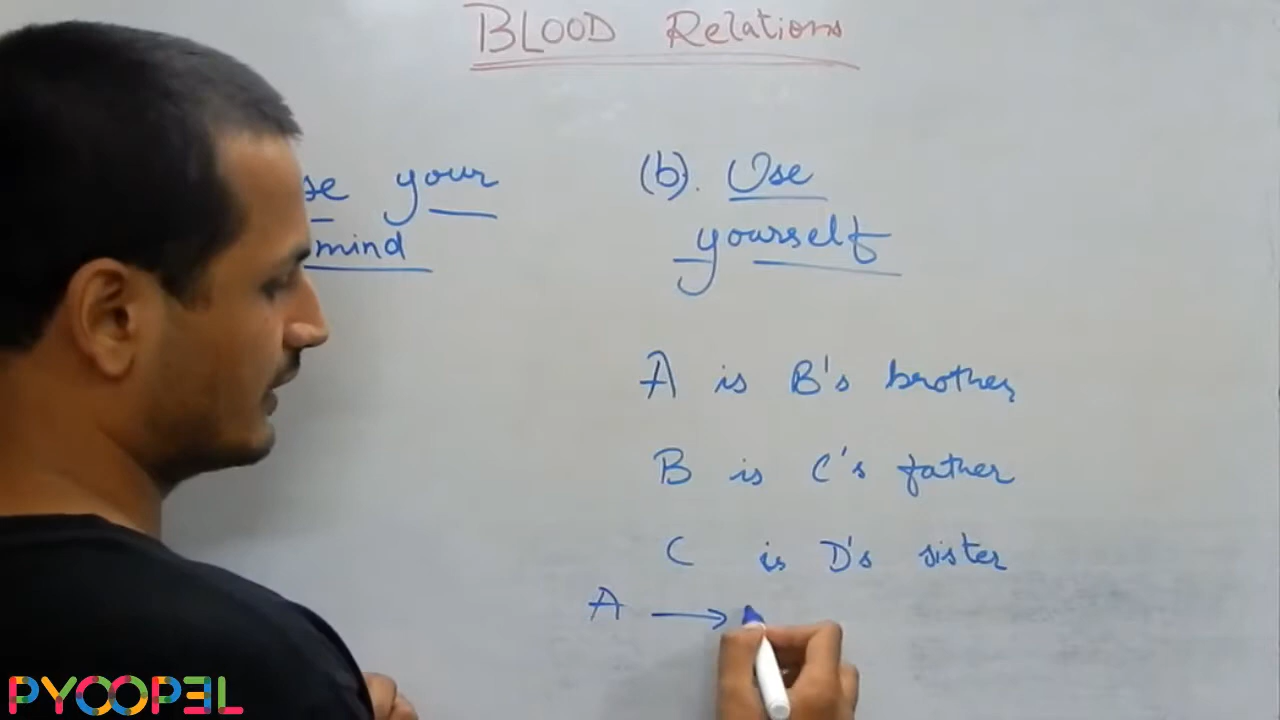 BLOOD Relations
se your
mind
(b). Use
yourself
A is B's brother
B is C's father
C is D's sister
A →
PYOOPEL